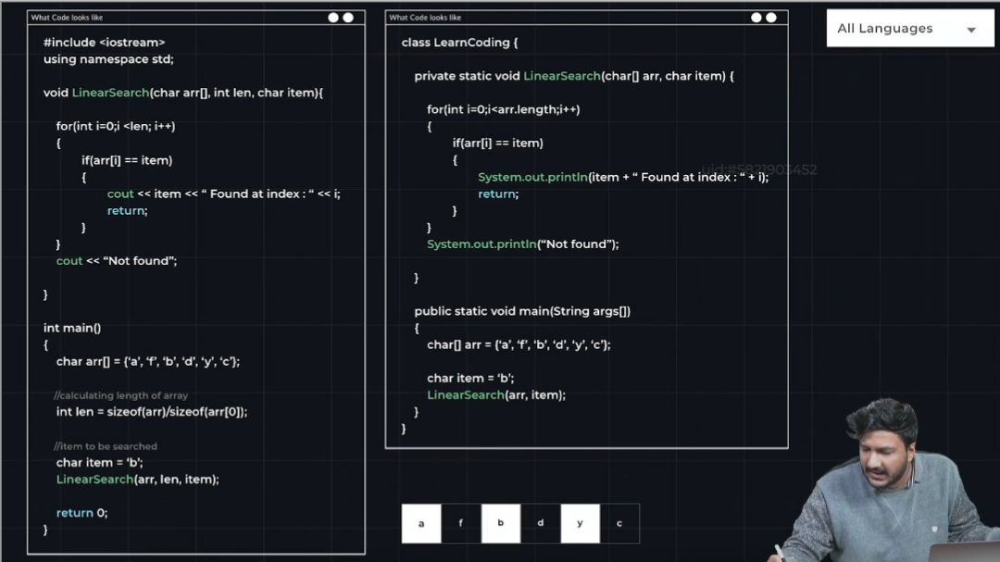 What Code looks like
#include <iostream>
using namespace std;
void LinearSearch(char arr[], int len, char item){
for(int i=0;i <len; i++)
{
if(arr[i] == item)
{
cout << item << “ Found at index : “ << i;
return;
}
}
cout << “Not found”;
}
int main()
{
char arr[] = {‘a’, ‘f’, ‘b’, ‘d’, ‘y’, ‘c’};
//calculating length of array
int len = sizeof(arr)/sizeof(arr[0]);
//item to be searched
char item = ‘b’;
LinearSearch(arr, len, item);
return 0;
}
What Code looks like
class LearnCoding {
private static void LinearSearch(char[] arr, char item) {
for(int i=0;i<arr.length;i++)
{
if(arr[i] == item)
{
System.out.println(item + “ Found at index : “ + i);
return;
}
}
System.out.println(“Not found”);
}
public static void main(String args[])
{
char[] arr = {‘a’, ‘f’, ‘b’, ‘d’, ‘y’, ‘c’};
char item = ‘b’;
LinearSearch(arr, item);
}
}
All Languages
uid:#5821903452
a f b d y c